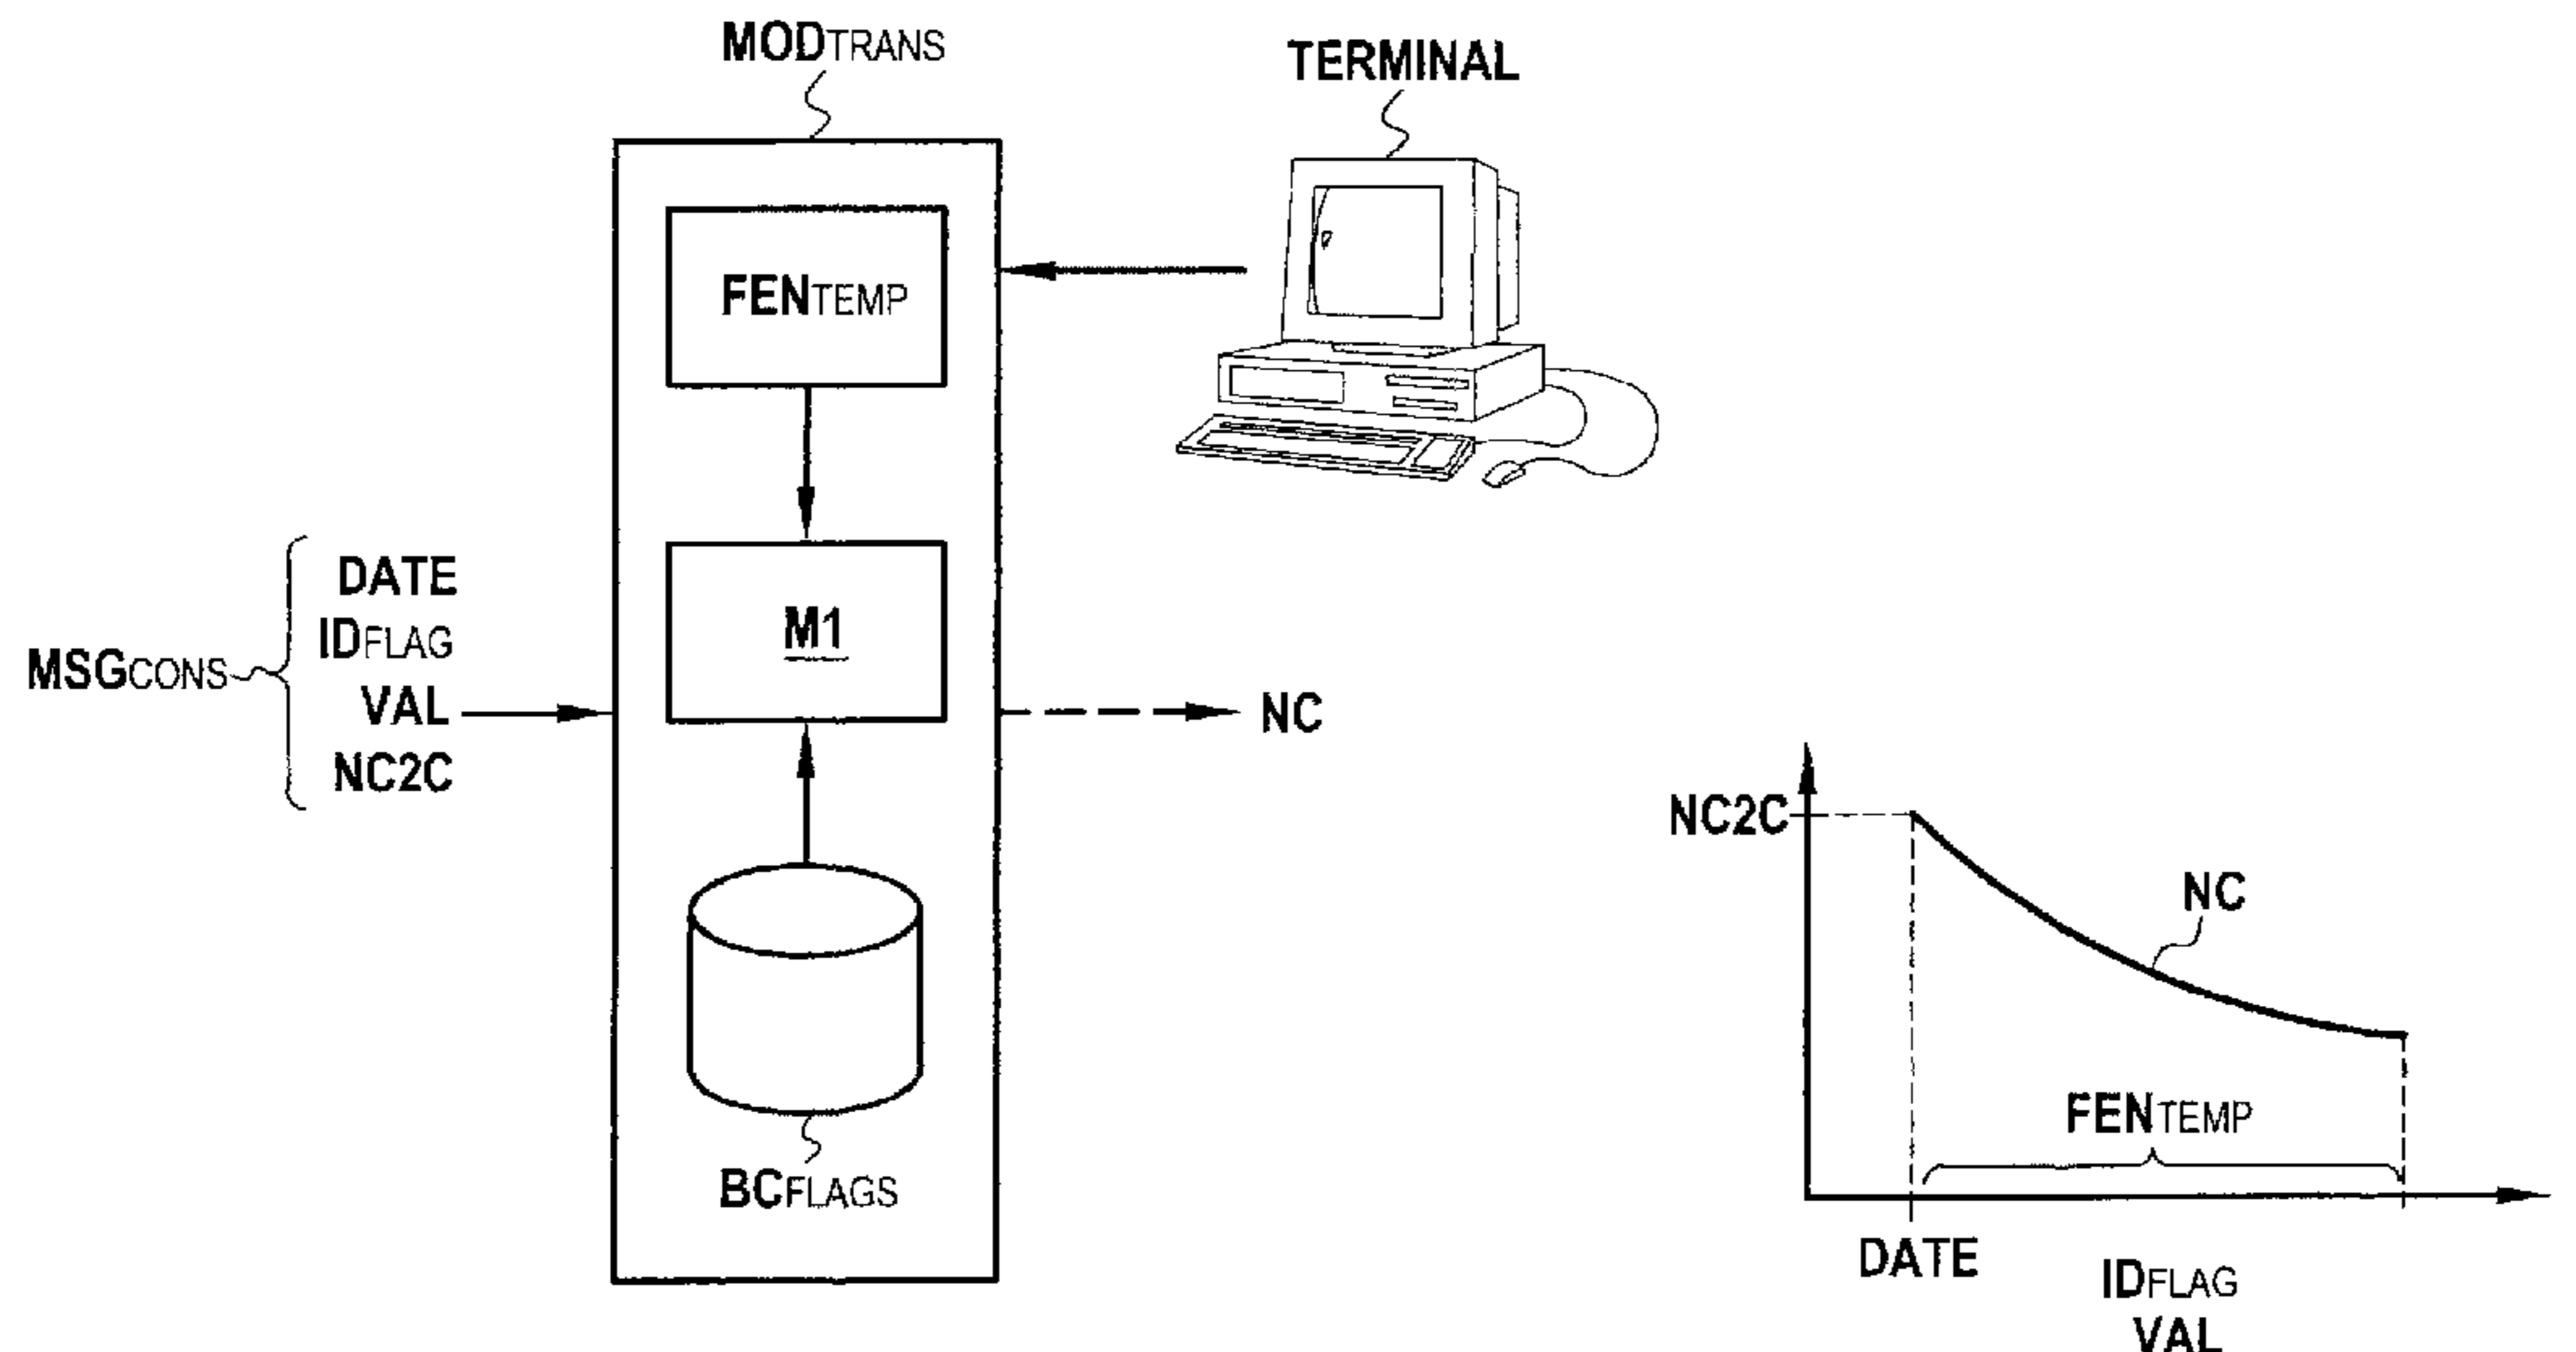 MODTRANS
TERMINAL
FENTEMP
DATE
IDFLAG
MSGCONS
VAL
NC2C
M1
NC
BCFLAGS
NC2C
NC
FENTEMP
DATE
IDFLAG
VAL